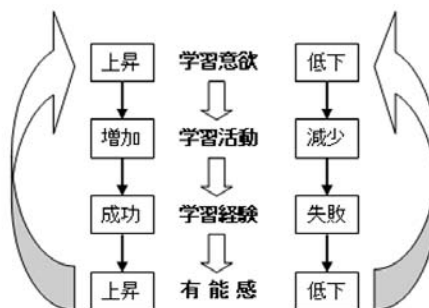 上昇 学習意欲 低下
増加 学習活動 減少
成功 学習経験 失敗
上昇 有能感 低下